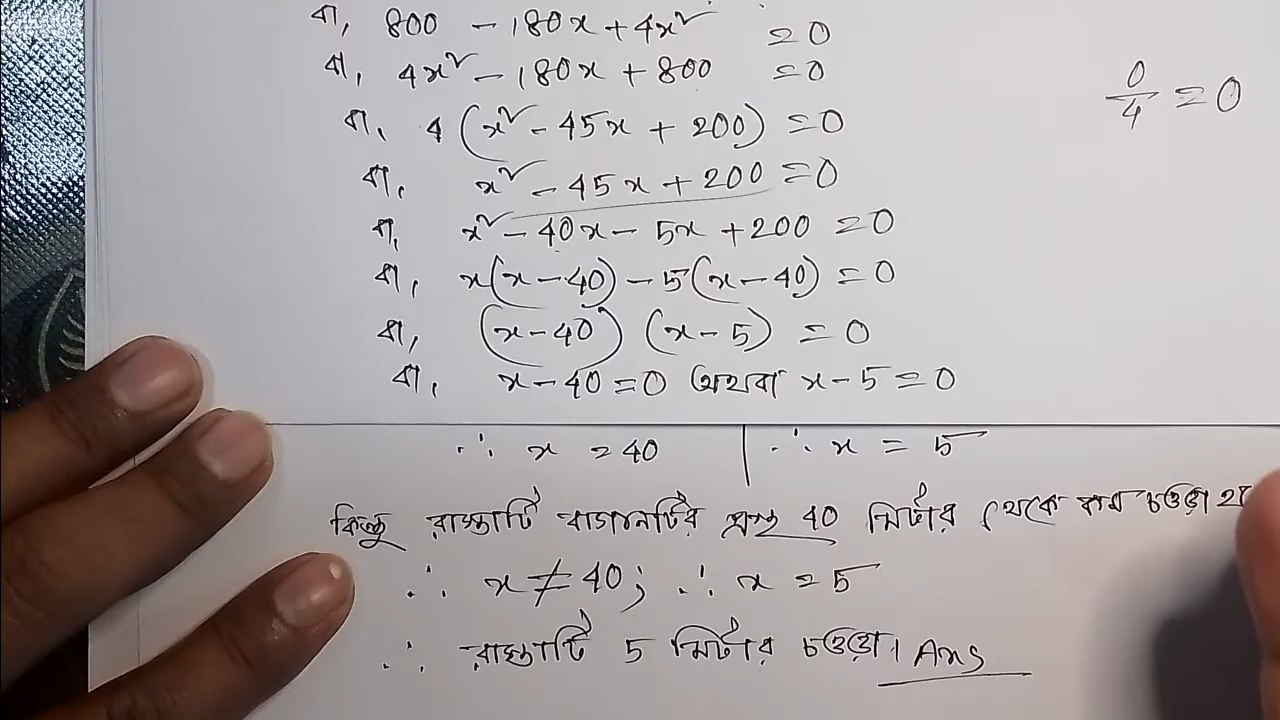 বা, 800 - 180x + 4x² = 0
বা, 4x² - 180x + 800 = 0
0/4 = 0
বা, 4(x² - 45x + 200) = 0
বা, x² - 45x + 200 = 0
বা, x² - 40x - 5x + 200 = 0
বা, x(x - 40) - 5(x - 40) = 0
বা, (x - 40) (x - 5) = 0
বা, x - 40 = 0 অথবা x - 5 = 0
∴ x = 40 | ∴ x = 5
কিন্তু রাস্তাটি বাগানটির প্রস্থ 40 মিটার থেকে কম চওড়া
∴ x ≠ 40; ∴ x = 5
∴ রাস্তাটি 5 মিটার চওড়া। Ans